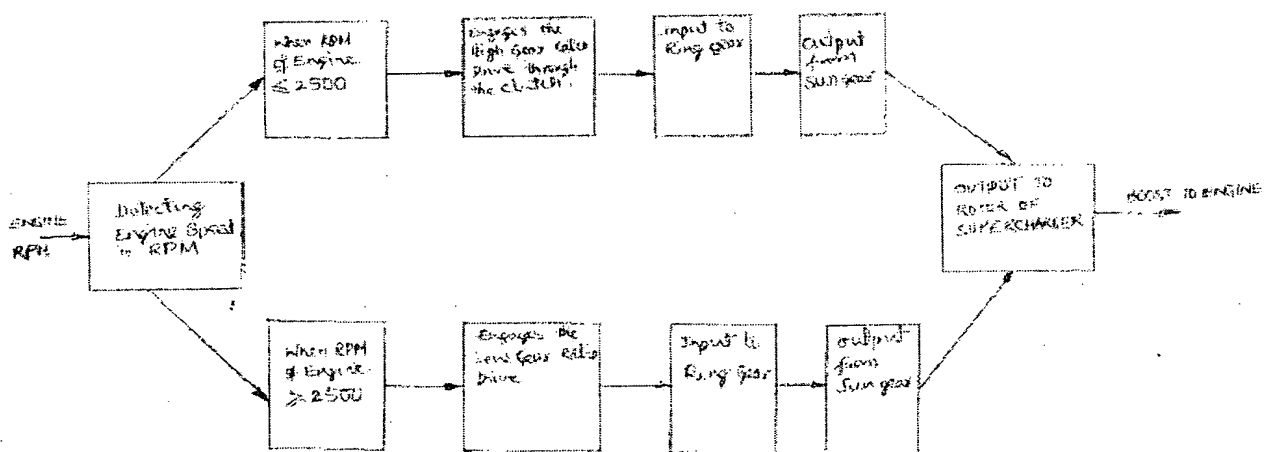 When RPM
of Engine
≤ 2500
Engages the
High Gear Ratio
Drive through
the clutch.
input to
Ring gear
output
from
sun gear
ENGINE
RPM
Detecting
Engine Speed
in RPM
OUTPUT TO
ROTOR OF
SUPERCHARGER
BOOST TO ENGINE
When RPM
of Engine
≥ 2500
Engages the
Low Gear Ratio
Drive
Input to
Ring Gear
output
from
Sun gear